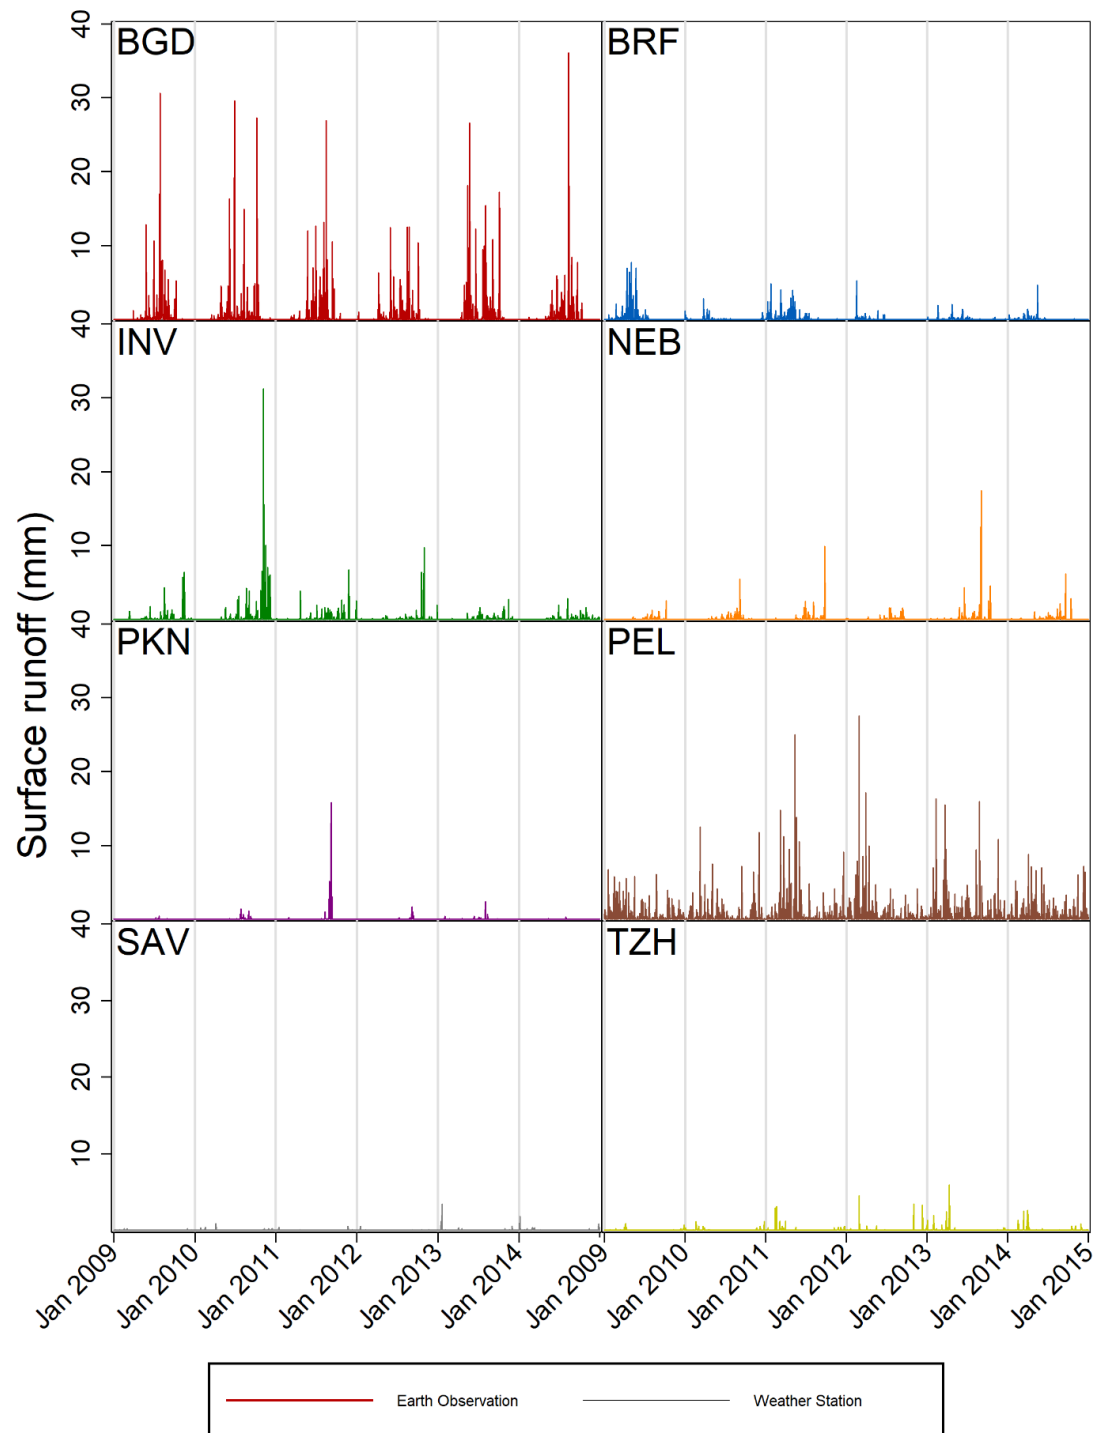 40
30
20
10
BGD
BRF
40
30
20
10
INV
NEB
Surface runoff (mm)
40
30
20
10
PKN
PEL
40
30
20
10
SAV
TZH
Jan 2009
Jan 2010
Jan 2011
Jan 2012
Jan 2013
Jan 2014
Jan 2009
Jan 2010
Jan 2011
Jan 2012
Jan 2013
Jan 2014
Jan 2015
Earth Observation
Weather Station